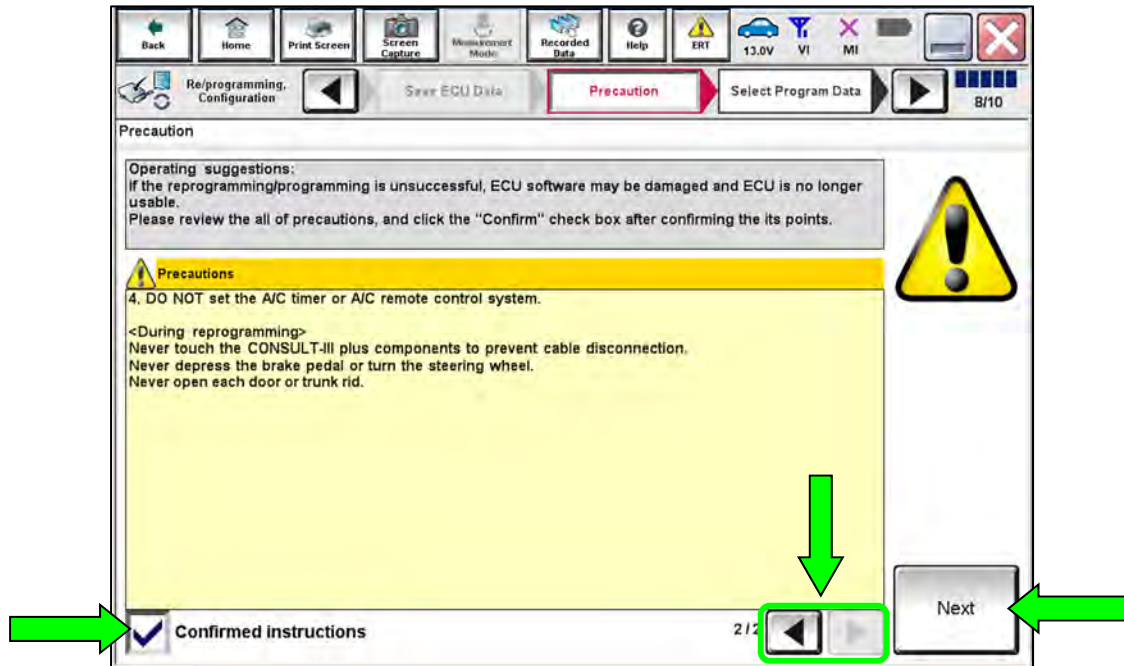 Back
Home
Print Screen
Screen Capture
Measurement Mode
Recorded Data
Help
ERT
13.0V
VI
MI
Re/programming, Configuration
Save ECU Data
Precaution
Select Program Data
8/10
Precaution
Operating suggestions:
If the reprogramming/programming is unsuccessful, ECU software may be damaged and ECU is no longer
usable.
Please review the all of precautions, and click the "Confirm" check box after confirming the its points.
Precautions
4. DO NOT set the A/C timer or A/C remote control system.
<During reprogramming>
Never touch the CONSULT-III plus components to prevent cable disconnection.
Never depress the brake pedal or turn the steering wheel.
Never open each door or trunk rid.
Confirmed instructions
2/2
Next